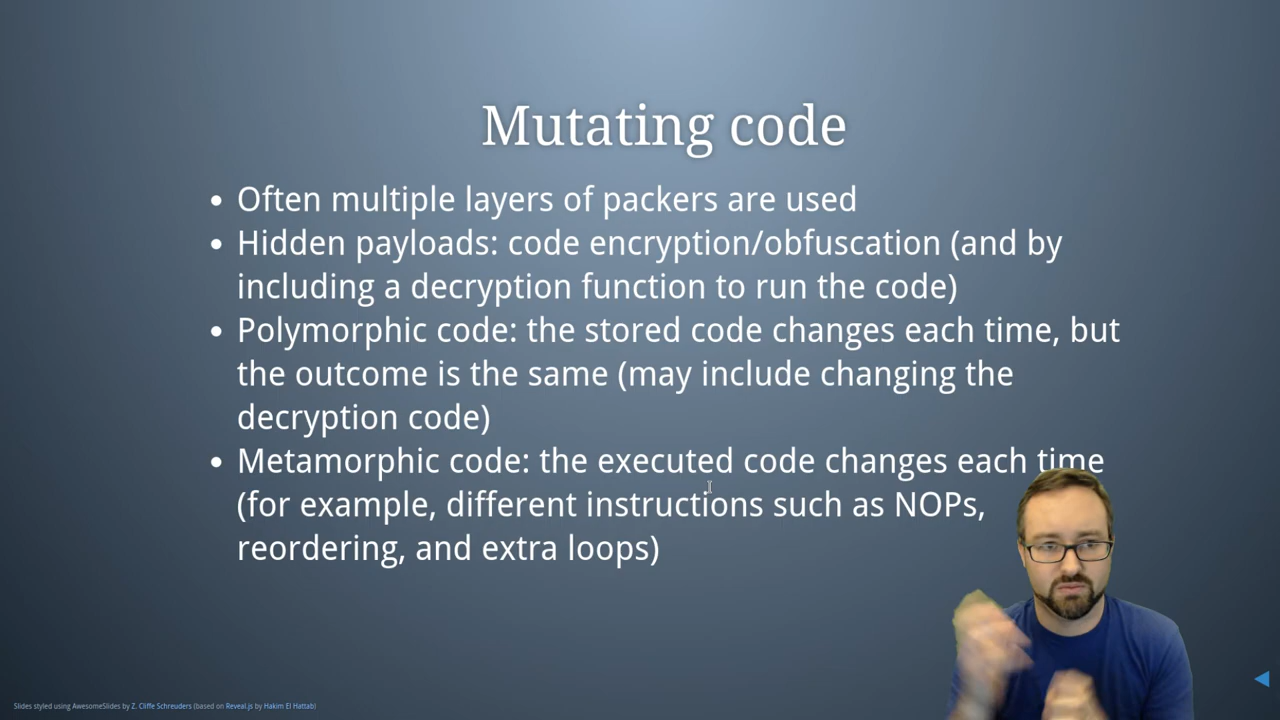 Mutating code
• Often multiple layers of packers are used
• Hidden payloads: code encryption/obfuscation (and by
including a decryption function to run the code)
• Polymorphic code: the stored code changes each time, but
the outcome is the same (may include changing the
decryption code)
• Metamorphic code: the executed code changes each time
(for example, different instructions such as NOPs,
reordering, and extra loops)
Slides styled using AwesomeSlides by Z. Cliffe Schreuders (based on Reveal.js by Hakim El Hattab)